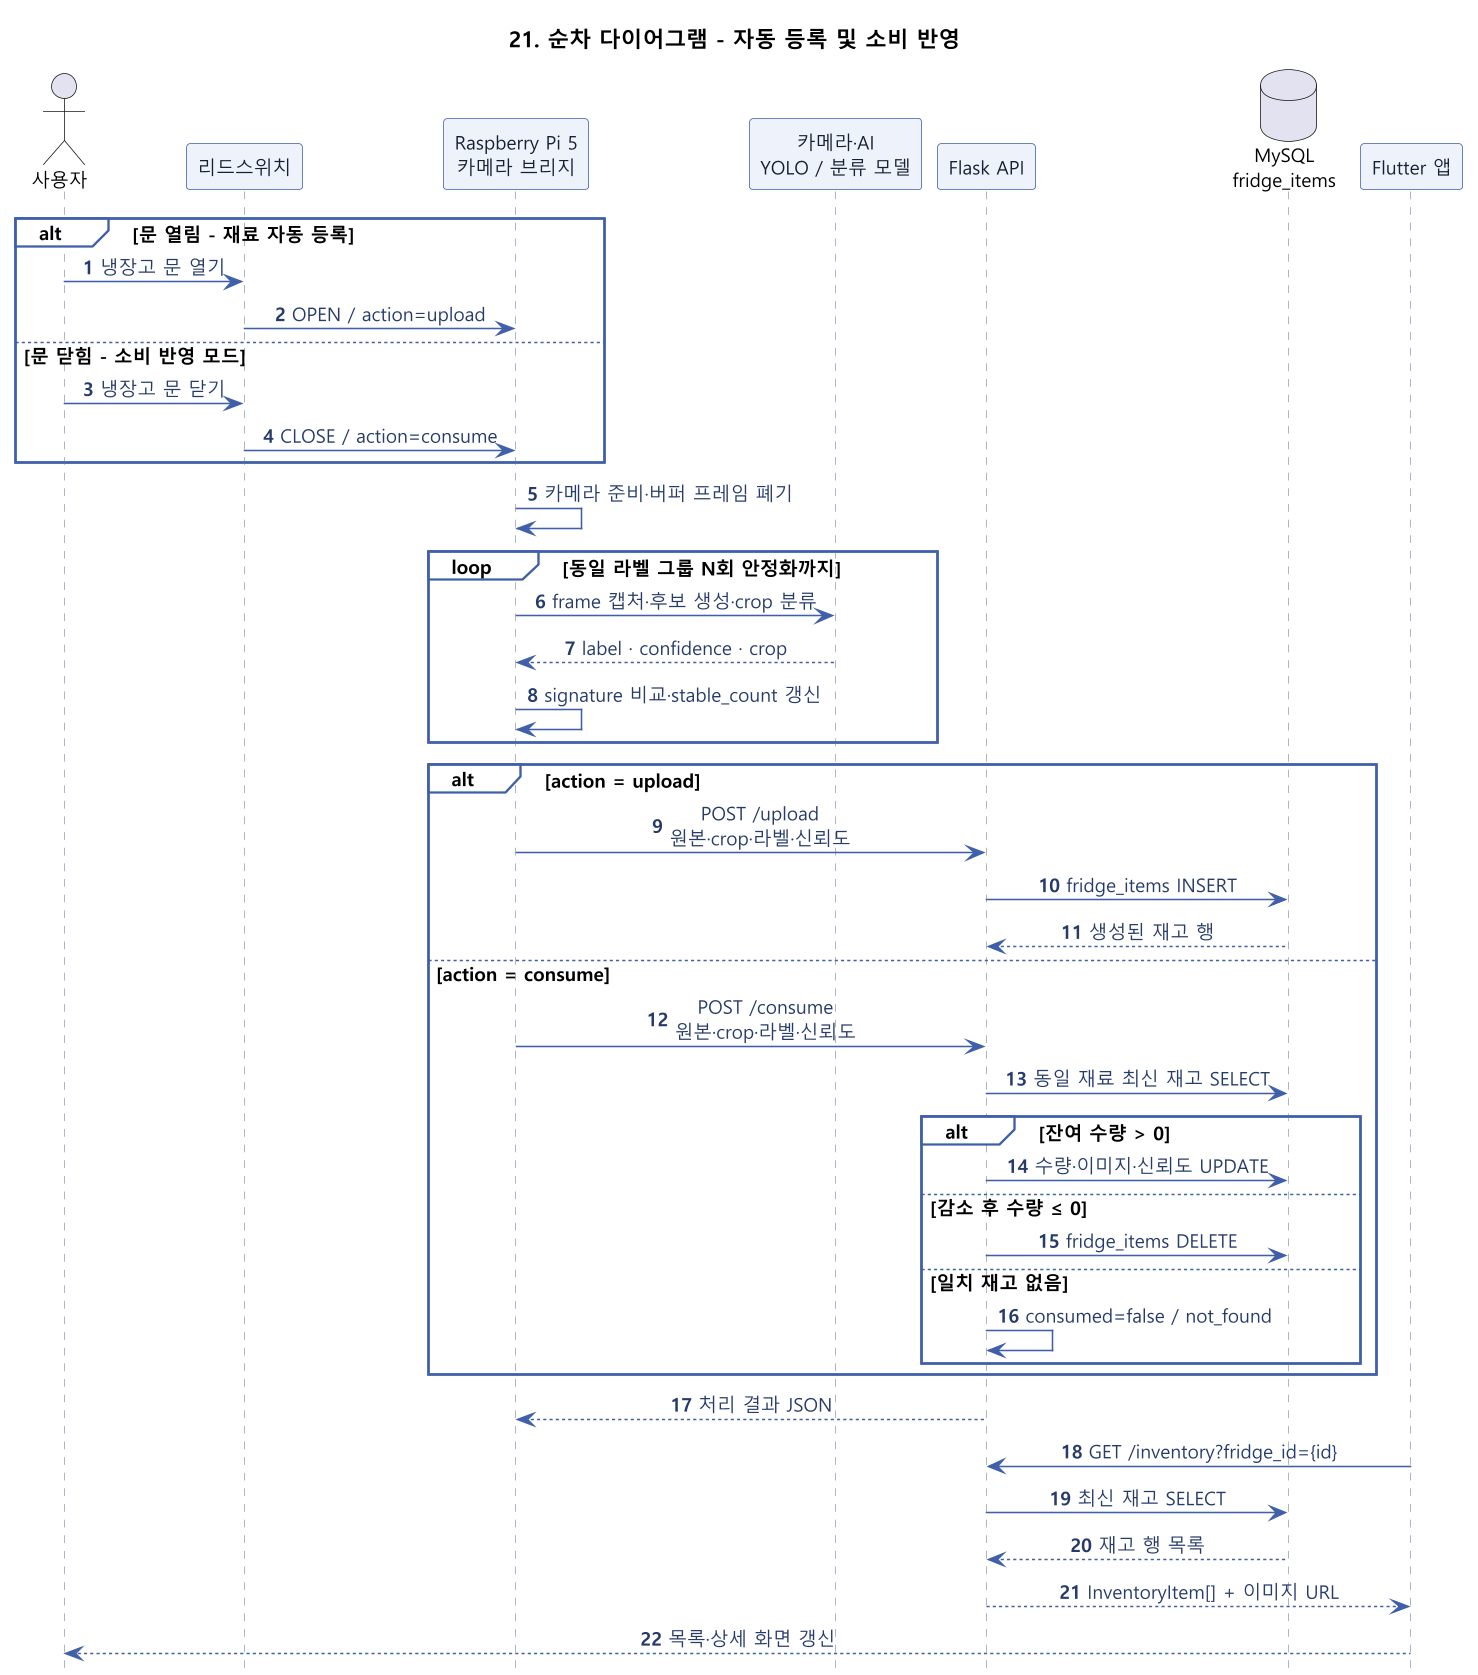 21. 순차 다이어그램 - 자동 등록 및 소비 반영
사용자
리드스위치
Raspberry Pi 5
카메라 브리지
카메라·AI
YOLO / 분류 모델
Flask API
MySQL
fridge_items
Flutter 앱
alt [문 열림 - 재료 자동 등록]
1 냉장고 문 열기
2 OPEN / action=upload
[문 닫힘 - 소비 반영 모드]
3 냉장고 문 닫기
4 CLOSE / action=consume
5 카메라 준비·버퍼 프레임 폐기
loop [동일 라벨 그룹 N회 안정화까지]
6 frame 캡처·후보 생성·crop 분류
7 label · confidence · crop
8 signature 비교·stable_count 갱신
alt [action = upload]
9 POST /upload
원본·crop·라벨·신뢰도
10 fridge_items INSERT
11 생성된 재고 행
[action = consume]
12 POST /consume
원본·crop·라벨·신뢰도
13 동일 재료 최신 재고 SELECT
alt [잔여 수량 > 0]
14 수량·이미지·신뢰도 UPDATE
[감소 후 수량 ≤ 0]
15 fridge_items DELETE
[일치 재고 없음]
16 consumed=false / not_found
17 처리 결과 JSON
18 GET /inventory?fridge_id={id}
19 최신 재고 SELECT
20 재고 행 목록
21 InventoryItem[] + 이미지 URL
22 목록·상세 화면 갱신